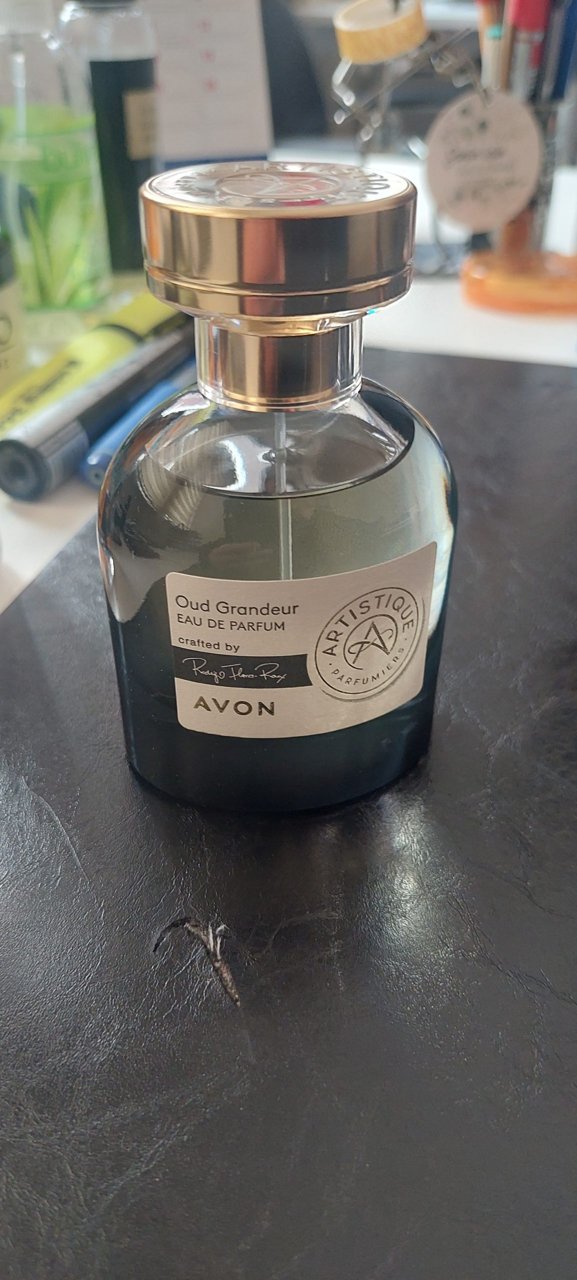 Oud Grandeur
EAU DE PARFUM
crafted by
AVON
ARTISTIQUE
PARFUMIERS